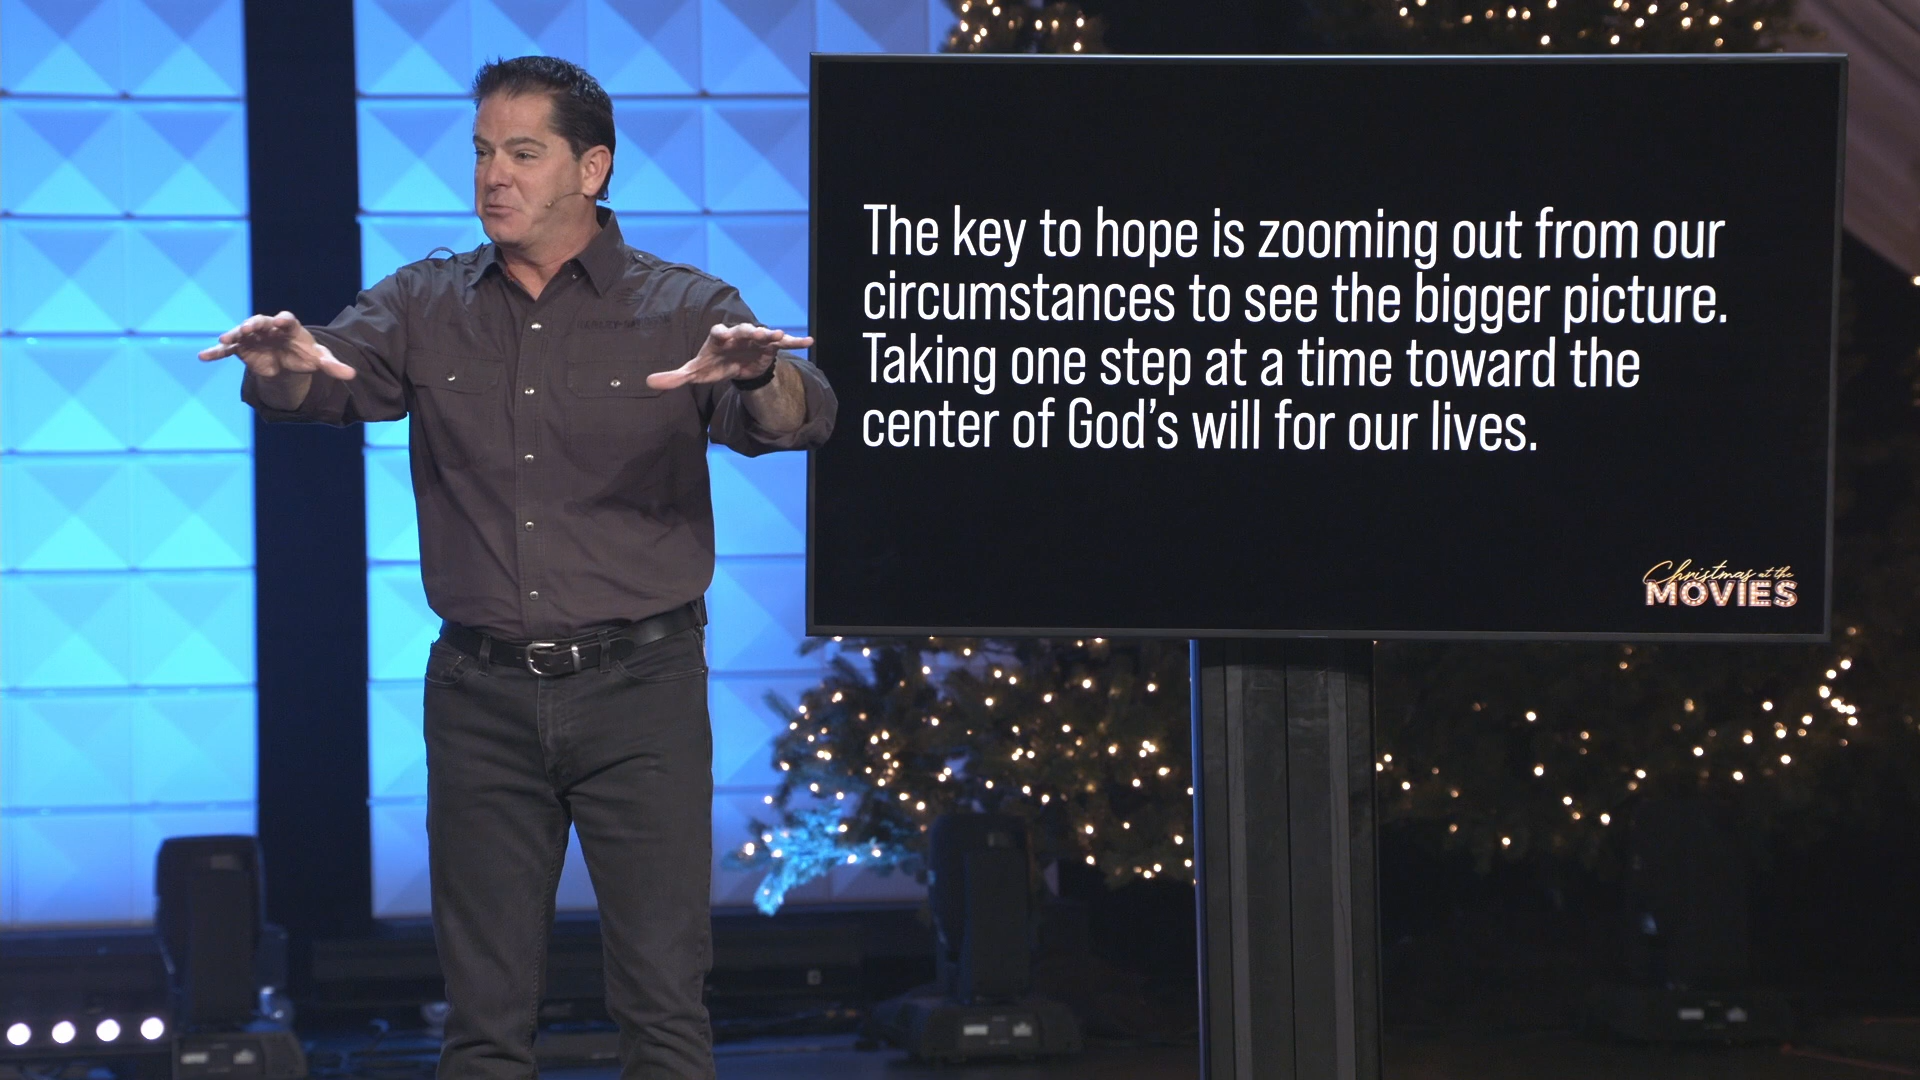 The key to hope is zooming out from our
circumstances to see the bigger picture.
Taking one step at a time toward the
center of God's will for our lives.
Christmas at the
MOVIES